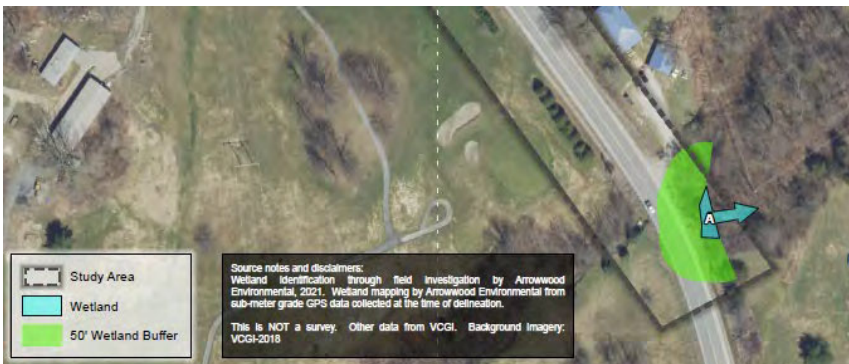 A
Study Area
Wetland
50' Wetland Buffer
Source notes and disclaimers:
Wetland identification through field investigation by Arrowwood
Environmental, 2021. Wetland mapping by Arrowwood Environmental from
sub-meter grade GPS data collected at the time of delineation.
This is NOT a survey. Other data from VCGI. Background Imagery:
VCGI-2018